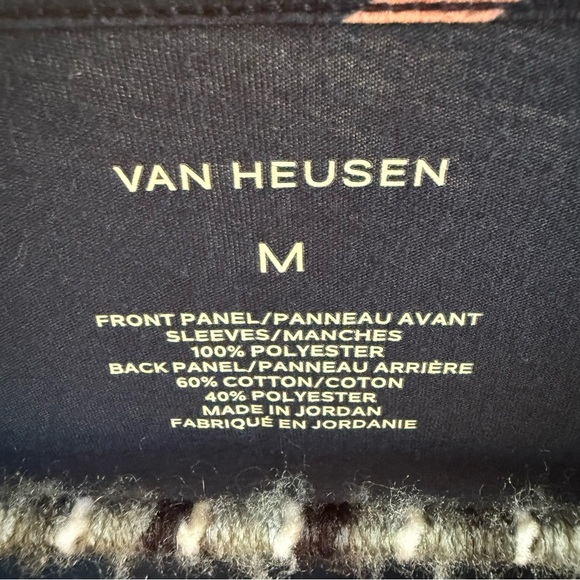 VAN HEUSEN
M
FRONT PANEL/PANNEAU AVANT
SLEEVES/MANCHES
100% POLYESTER
BACK PANEL/PANNEAU ARRIÈRE
60% COTTON/COTON
40% POLYESTER
MADE IN JORDAN
FABRIQUÉ EN JORDANIE